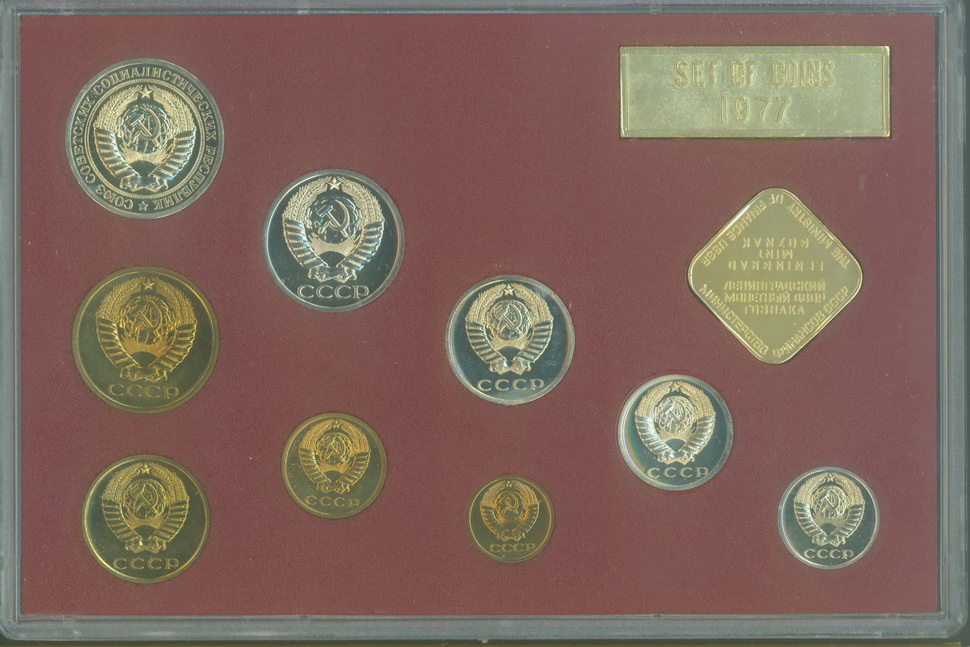 SET OF COINS
1977
СОЮЗ СОВЕТСКИХ СОЦИАЛИСТИЧЕСКИХ РЕСПУБЛИК
СССР
THE MINISTRY OF FINANCE USSR
LENINGRAD
MINT
GOZNAK
ЛЕНИНГРАДСКИЙ
МОНЕТНЫЙ ДВОР
ГОЗНАКА
МИНИСТЕРСТВО ФИНАНСОВ СССР
СССР
СССР
СССР
СССР
СССР
СССР
СССР